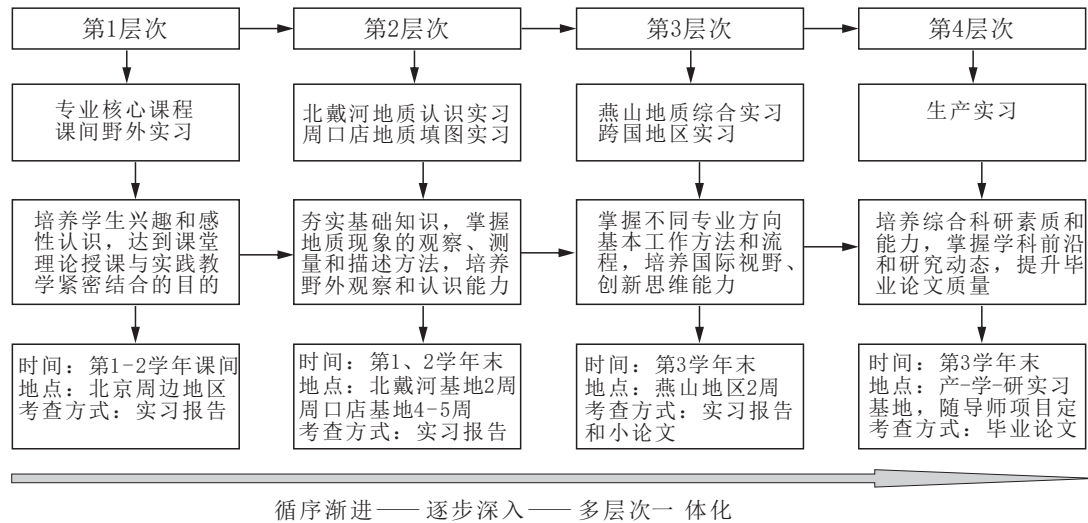 第1层次
第2层次
第3层次
第4层次
专业核心课程
课间野外实习
北戴河地质认识实习
周口店地质填图实习
燕山地质综合实习
跨国地区实习
生产实习
培养学生兴趣和感
性认识，达到课堂
理论授课与实践教
学紧密结合的目的
夯实基础知识，掌握
地质现象的观察、测
量和描述方法，培养
野外观察和认识能力
掌握不同专业方向
基本工作方法和流
程，培养国际视野、
创新思维能力
培养综合科研素质和
能力，掌握学科前沿
和研究动态，提升毕
业论文质量
时间：第1-2学年课间
地点：北京周边地区
考查方式：实习报告
时间：第1、2学年末
地点：北戴河基地2周
周口店基地4-5周
考查方式：实习报告
时间：第3学年末
地点：燕山地区2周
考查方式：实习报告
和小论文
时间：第3学年末
地点：产-学-研实习
基地，随导师项目定
考查方式：毕业论文
循序渐进——逐步深入——多层次一 体化